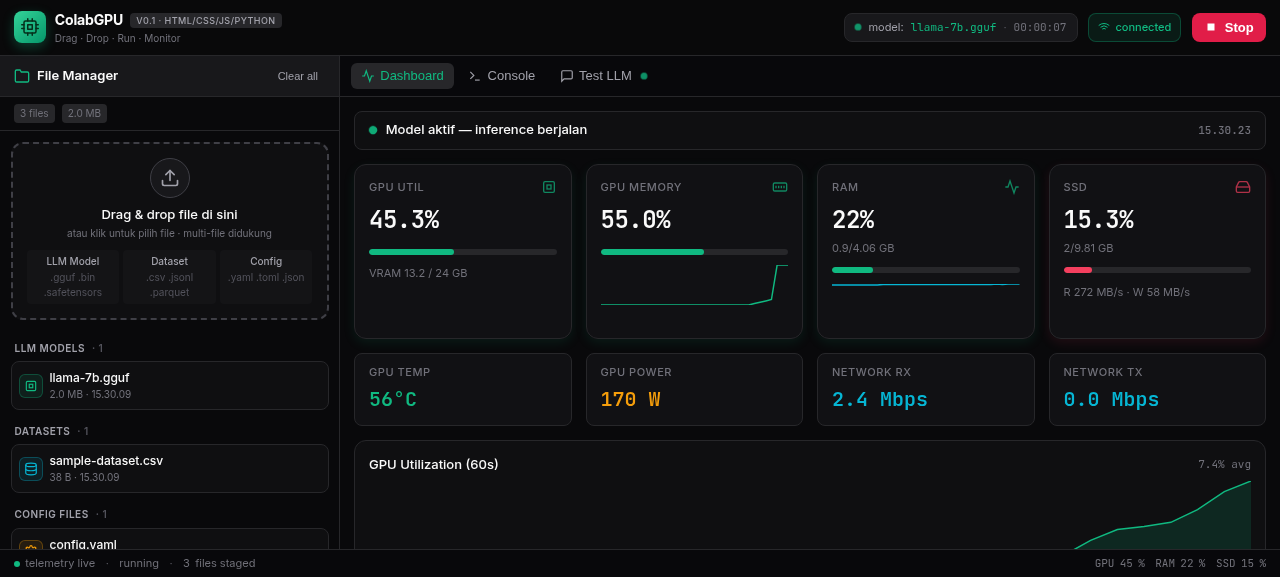 ColabGPU V0.1 · HTML/CSS/JS/PYTHON
Drag · Drop · Run · Monitor
model: llama-7b.gguf · 00:00:07
connected
Stop
File Manager
Clear all
3 files 2.0 MB
Drag & drop file di sini
atau klik untuk pilih file · multi-file didukung
LLM Model
.gguf .bin
.safetensors
Dataset
.csv .jsonl
.parquet
Config
.yaml .toml .json
LLM MODELS · 1
llama-7b.gguf
2.0 MB · 15.30.09
DATASETS · 1
sample-dataset.csv
38 B · 15.30.09
CONFIG FILES · 1
config.yaml
Dashboard Console Test LLM
Model aktif — inference berjalan
15.30.23
GPU UTIL
45.3%
VRAM 13.2 / 24 GB
GPU MEMORY
55.0%
RAM
22%
0.9/4.06 GB
SSD
15.3%
2/9.81 GB
R 272 MB/s · W 58 MB/s
GPU TEMP
56°C
GPU POWER
170 W
NETWORK RX
2.4 Mbps
NETWORK TX
0.0 Mbps
GPU Utilization (60s)
7.4% avg
telemetry live · running · 3 files staged
GPU 45 % RAM 22 % SSD 15 %